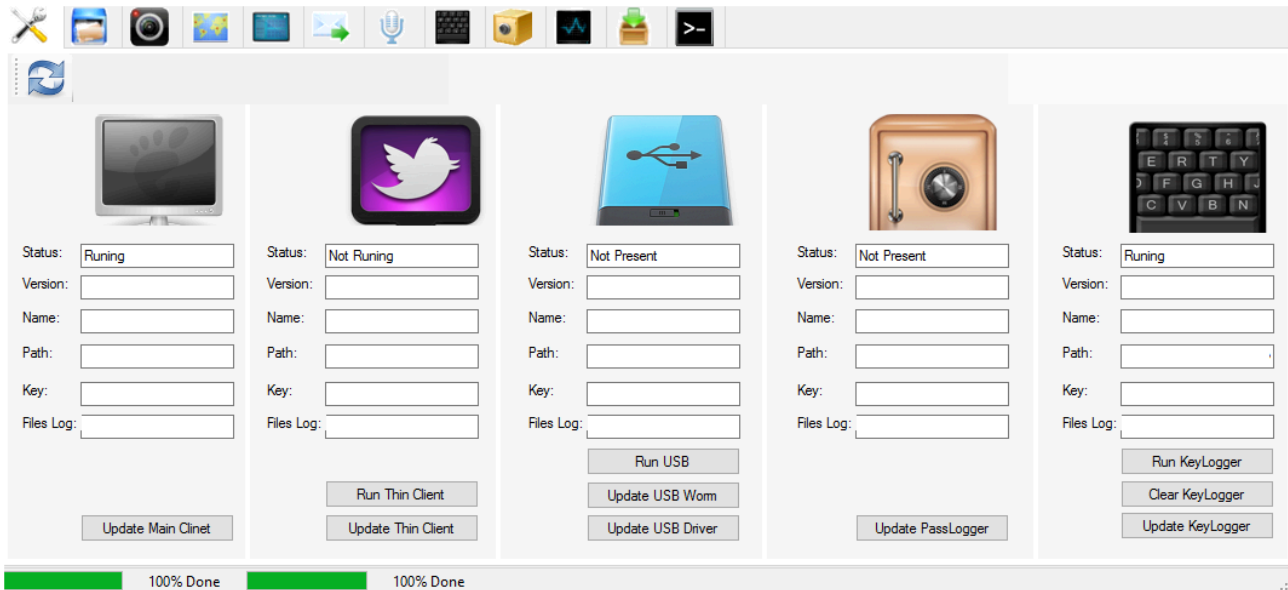 >-
$ % ^
4 5 6
E R T Y
D F G H J
C V B N
Status: Runing
Version:
Name:
Path:
Key:
Files Log:
Update Main Clinet
Status: Not Runing
Version:
Name:
Path:
Key:
Files Log:
Run Thin Client
Update Thin Client
Status: Not Present
Version:
Name:
Path:
Key:
Files Log:
Run USB
Update USB Worm
Update USB Driver
Status: Not Present
Version:
Name:
Path:
Key:
Files Log:
Update PassLogger
Status: Runing
Version:
Name:
Path:
Key:
Files Log:
Run KeyLogger
Clear KeyLogger
Update KeyLogger
100% Done 100% Done